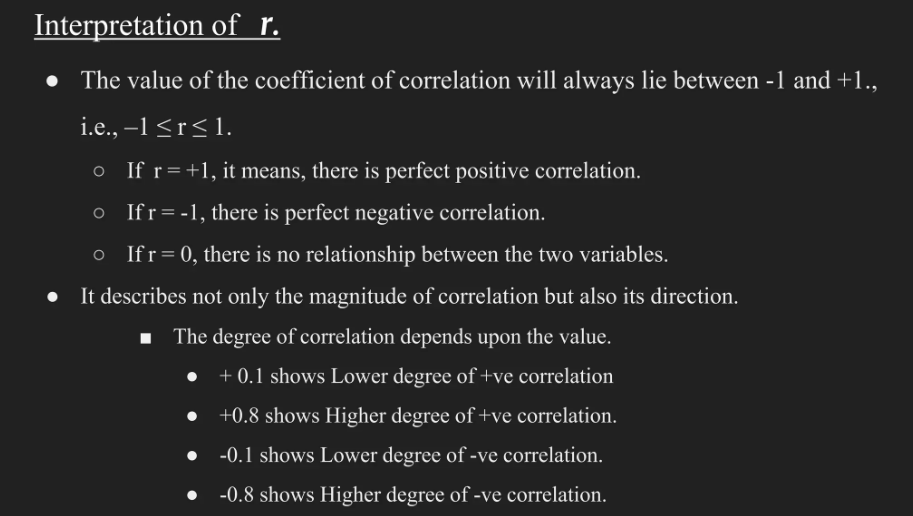 Interpretation of r.
● The value of the coefficient of correlation will always lie between -1 and +1.,
i.e., –1 ≤ r ≤ 1.
○ If r = +1, it means, there is perfect positive correlation.
○ If r = -1, there is perfect negative correlation.
○ If r = 0, there is no relationship between the two variables.
● It describes not only the magnitude of correlation but also its direction.
■ The degree of correlation depends upon the value.
● + 0.1 shows Lower degree of +ve correlation
● +0.8 shows Higher degree of +ve correlation.
● -0.1 shows Lower degree of -ve correlation.
● -0.8 shows Higher degree of -ve correlation.